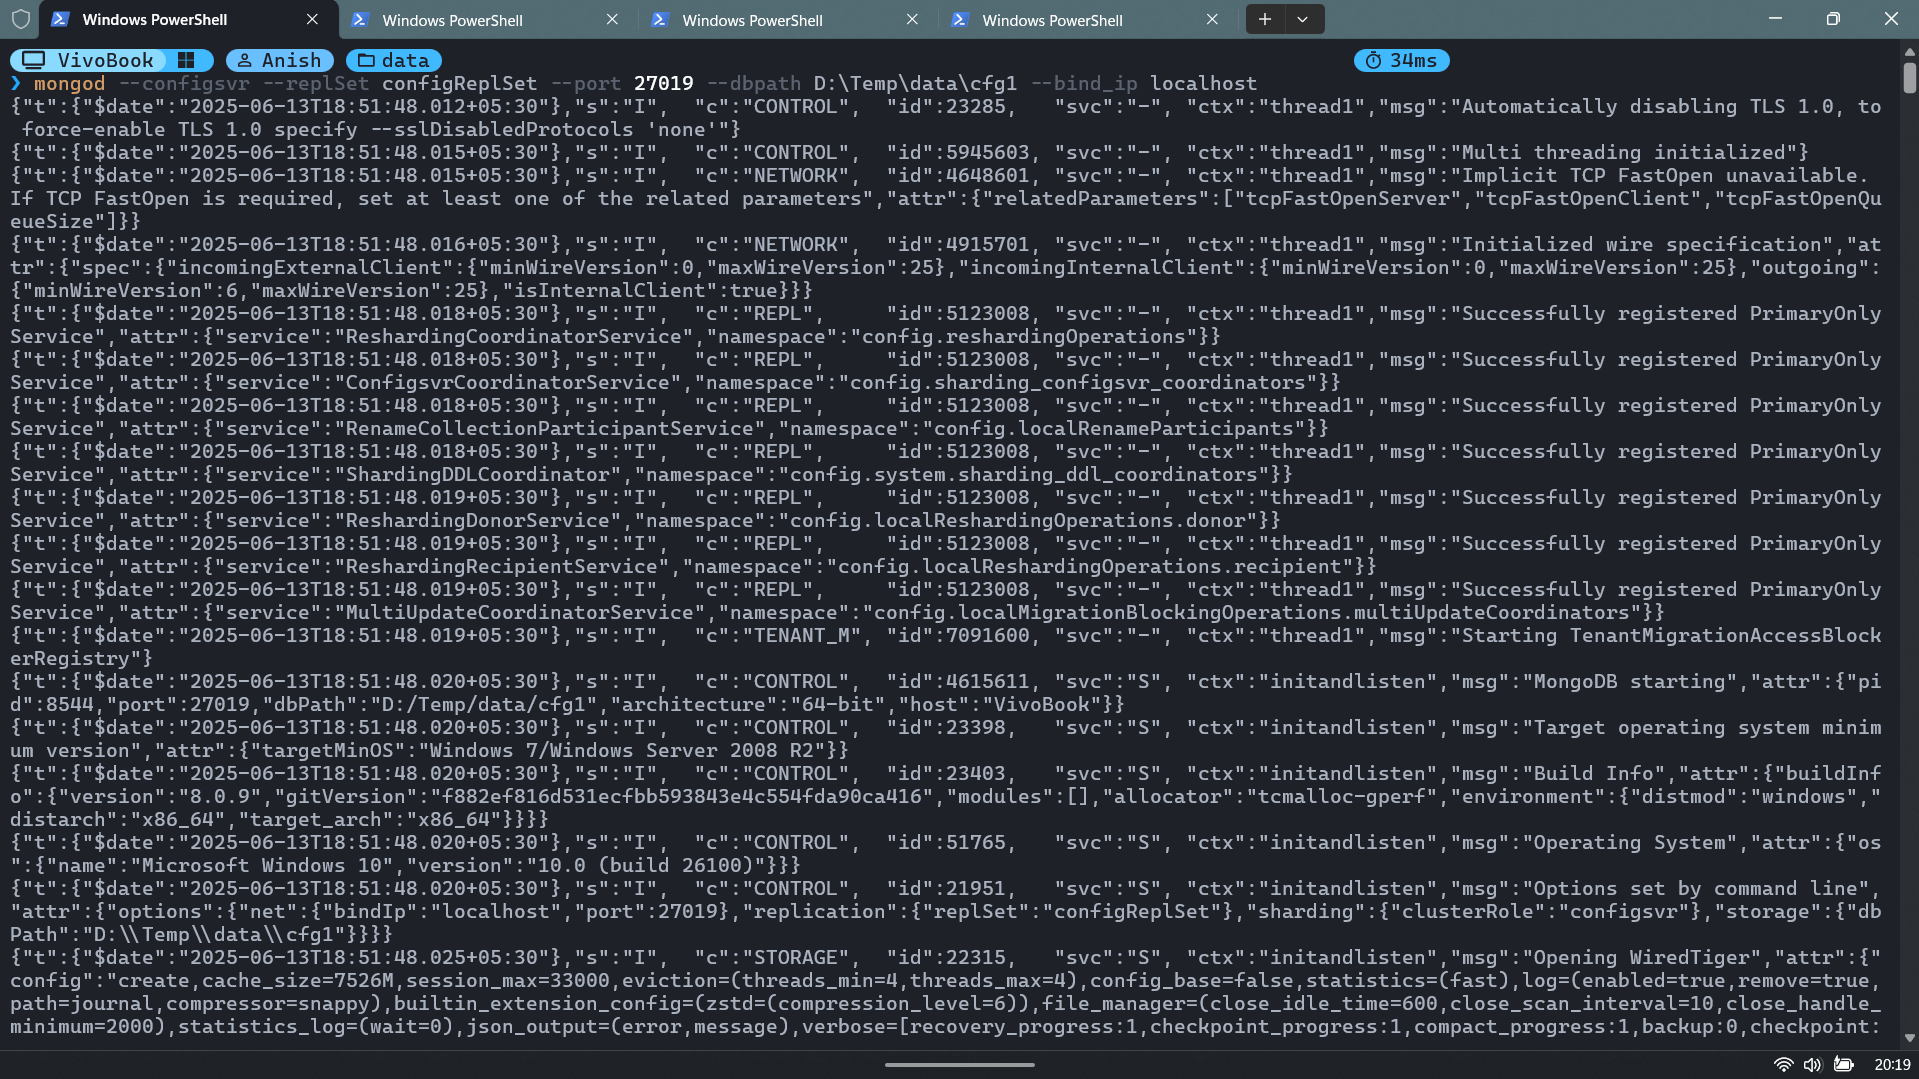 Windows PowerShell
Windows PowerShell
Windows PowerShell
Windows PowerShell
VivoBook
Anish
data
34ms
❯ mongod --configsvr --replSet configReplSet --port 27019 --dbpath D:\Temp\data\cfg1 --bind_ip localhost
{"t":{"$date":"2025-06-13T18:51:48.012+05:30"},"s":"I",  "c":"CONTROL",  "id":23285,   "svc":"-", "ctx":"thread1","msg":"Automatically disabling TLS 1.0, to
 force-enable TLS 1.0 specify --sslDisabledProtocols 'none'"}
{"t":{"$date":"2025-06-13T18:51:48.015+05:30"},"s":"I",  "c":"CONTROL",  "id":5945603, "svc":"-", "ctx":"thread1","msg":"Multi threading initialized"}
{"t":{"$date":"2025-06-13T18:51:48.015+05:30"},"s":"I",  "c":"NETWORK",  "id":4648601, "svc":"-", "ctx":"thread1","msg":"Implicit TCP FastOpen unavailable.
If TCP FastOpen is required, set at least one of the related parameters","attr":{"relatedParameters":["tcpFastOpenServer","tcpFastOpenClient","tcpFastOpenQu
eueSize"]}}
{"t":{"$date":"2025-06-13T18:51:48.016+05:30"},"s":"I",  "c":"NETWORK",  "id":4915701, "svc":"-", "ctx":"thread1","msg":"Initialized wire specification","at
tr":{"spec":{"incomingExternalClient":{"minWireVersion":0,"maxWireVersion":25},"incomingInternalClient":{"minWireVersion":0,"maxWireVersion":25},"outgoing":
{"minWireVersion":6,"maxWireVersion":25},"isInternalClient":true}}}
{"t":{"$date":"2025-06-13T18:51:48.018+05:30"},"s":"I",  "c":"REPL",     "id":5123008, "svc":"-", "ctx":"thread1","msg":"Successfully registered PrimaryOnly
Service","attr":{"service":"ReshardingCoordinatorService","namespace":"config.reshardingOperations"}}
{"t":{"$date":"2025-06-13T18:51:48.018+05:30"},"s":"I",  "c":"REPL",     "id":5123008, "svc":"-", "ctx":"thread1","msg":"Successfully registered PrimaryOnly
Service","attr":{"service":"ConfigsvrCoordinatorService","namespace":"config.sharding_configsvr_coordinators"}}
{"t":{"$date":"2025-06-13T18:51:48.018+05:30"},"s":"I",  "c":"REPL",     "id":5123008, "svc":"-", "ctx":"thread1","msg":"Successfully registered PrimaryOnly
Service","attr":{"service":"RenameCollectionParticipantService","namespace":"config.localRenameParticipants"}}
{"t":{"$date":"2025-06-13T18:51:48.018+05:30"},"s":"I",  "c":"REPL",     "id":5123008, "svc":"-", "ctx":"thread1","msg":"Successfully registered PrimaryOnly
Service","attr":{"service":"ShardingDDLCoordinator","namespace":"config.system.sharding_ddl_coordinators"}}
{"t":{"$date":"2025-06-13T18:51:48.019+05:30"},"s":"I",  "c":"REPL",     "id":5123008, "svc":"-", "ctx":"thread1","msg":"Successfully registered PrimaryOnly
Service","attr":{"service":"ReshardingDonorService","namespace":"config.localReshardingOperations.donor"}}
{"t":{"$date":"2025-06-13T18:51:48.019+05:30"},"s":"I",  "c":"REPL",     "id":5123008, "svc":"-", "ctx":"thread1","msg":"Successfully registered PrimaryOnly
Service","attr":{"service":"ReshardingRecipientService","namespace":"config.localReshardingOperations.recipient"}}
{"t":{"$date":"2025-06-13T18:51:48.019+05:30"},"s":"I",  "c":"REPL",     "id":5123008, "svc":"-", "ctx":"thread1","msg":"Successfully registered PrimaryOnly
Service","attr":{"service":"MultiUpdateCoordinatorService","namespace":"config.localMigrationBlockingOperations.multiUpdateCoordinators"}}
{"t":{"$date":"2025-06-13T18:51:48.019+05:30"},"s":"I",  "c":"TENANT_M", "id":7091600, "svc":"-", "ctx":"thread1","msg":"Starting TenantMigrationAccessBlock
erRegistry"}
{"t":{"$date":"2025-06-13T18:51:48.020+05:30"},"s":"I",  "c":"CONTROL",  "id":4615611, "svc":"S", "ctx":"initandlisten","msg":"MongoDB starting","attr":{"pi
d":8544,"port":27019,"dbPath":"D:/Temp/data/cfg1","architecture":"64-bit","host":"VivoBook"}}
{"t":{"$date":"2025-06-13T18:51:48.020+05:30"},"s":"I",  "c":"CONTROL",  "id":23398,   "svc":"S", "ctx":"initandlisten","msg":"Target operating system minim
um version","attr":{"targetMinOS":"Windows 7/Windows Server 2008 R2"}}
{"t":{"$date":"2025-06-13T18:51:48.020+05:30"},"s":"I",  "c":"CONTROL",  "id":23403,   "svc":"S", "ctx":"initandlisten","msg":"Build Info","attr":{"buildInf
o":{"version":"8.0.9","gitVersion":"f882ef816d531ecfbb593843e4c554fda90ca416","modules":[],"allocator":"tcmalloc-gperf","environment":{"distmod":"windows","
distarch":"x86_64","target_arch":"x86_64"}}}}
{"t":{"$date":"2025-06-13T18:51:48.020+05:30"},"s":"I",  "c":"CONTROL",  "id":51765,   "svc":"S", "ctx":"initandlisten","msg":"Operating System","attr":{"os
":{"name":"Microsoft Windows 10","version":"10.0 (build 26100)"}}}
{"t":{"$date":"2025-06-13T18:51:48.020+05:30"},"s":"I",  "c":"CONTROL",  "id":21951,   "svc":"S", "ctx":"initandlisten","msg":"Options set by command line",
"attr":{"options":{"net":{"bindIp":"localhost","port":27019},"replication":{"replSet":"configReplSet"},"sharding":{"clusterRole":"configsvr"},"storage":{"db
Path":"D:\\Temp\\data\\cfg1"}}}}
{"t":{"$date":"2025-06-13T18:51:48.025+05:30"},"s":"I",  "c":"STORAGE",  "id":22315,   "svc":"S", "ctx":"initandlisten","msg":"Opening WiredTiger","attr":{"
config":"create,cache_size=7526M,session_max=33000,eviction=(threads_min=4,threads_max=4),config_base=false,statistics=(fast),log=(enabled=true,remove=true,
path=journal,compressor=snappy),builtin_extension_config=(zstd=(compression_level=6)),file_manager=(close_idle_time=600,close_scan_interval=10,close_handle_
minimum=2000),statistics_log=(wait=0),json_output=(error,message),verbose=[recovery_progress:1,checkpoint_progress:1,compact_progress:1,backup:0,checkpoint:
20:19